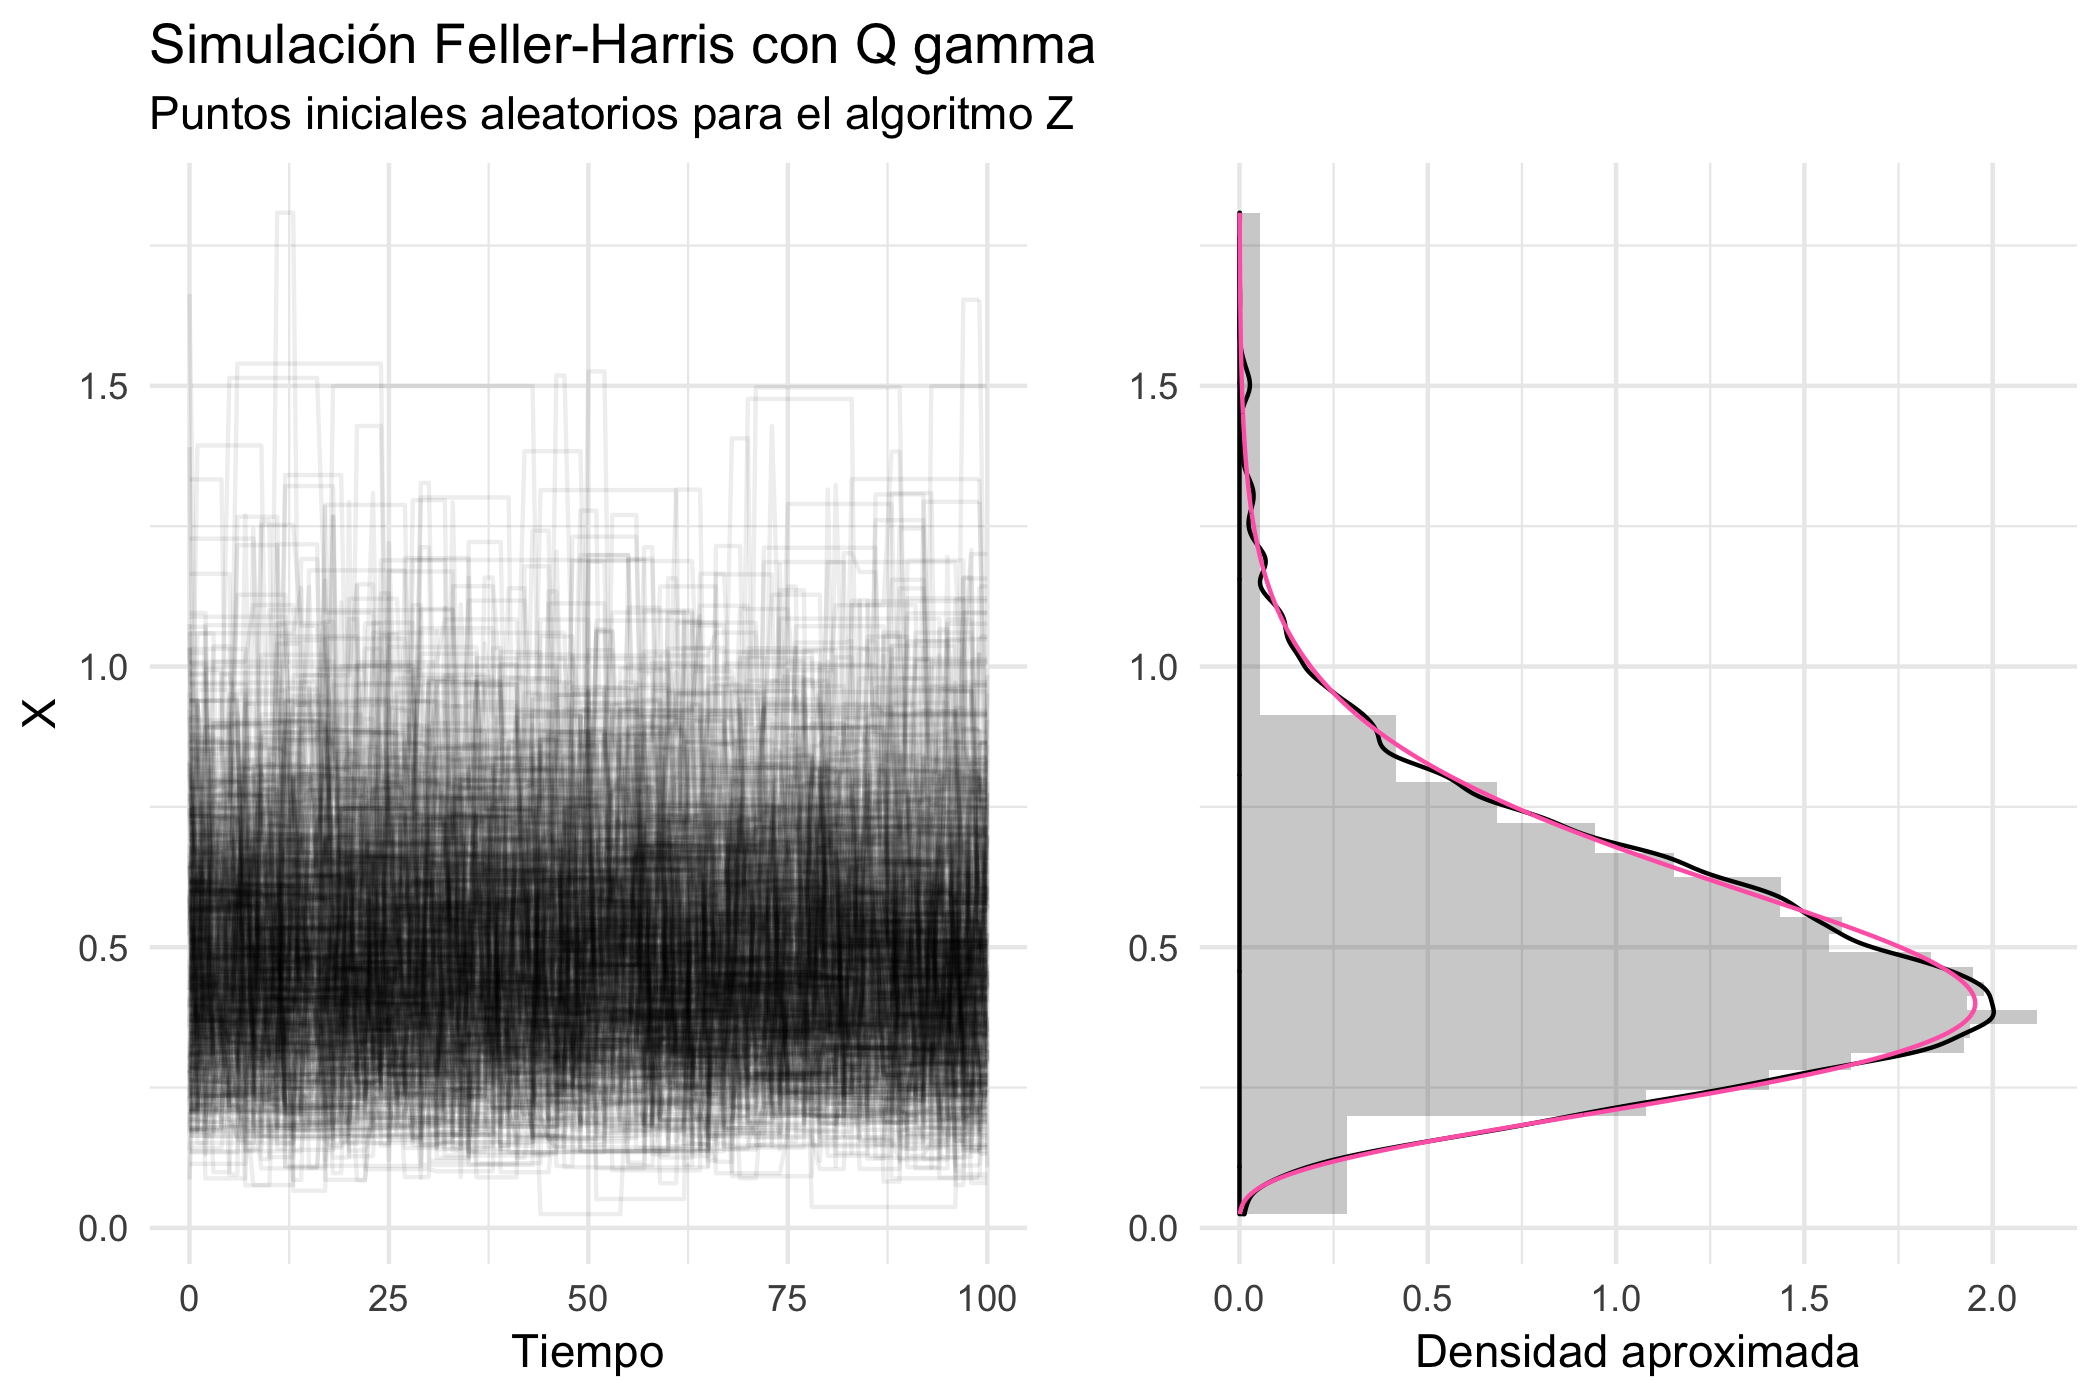 Simulación Feller-Harris con Q gamma
Puntos iniciales aleatorios para el algoritmo Z
X
1.5
1.0
0.5
0.0
0 25 50 75 100
Tiempo
1.5
1.0
0.5
0.0
0.0 0.5 1.0 1.5 2.0
Densidad aproximada